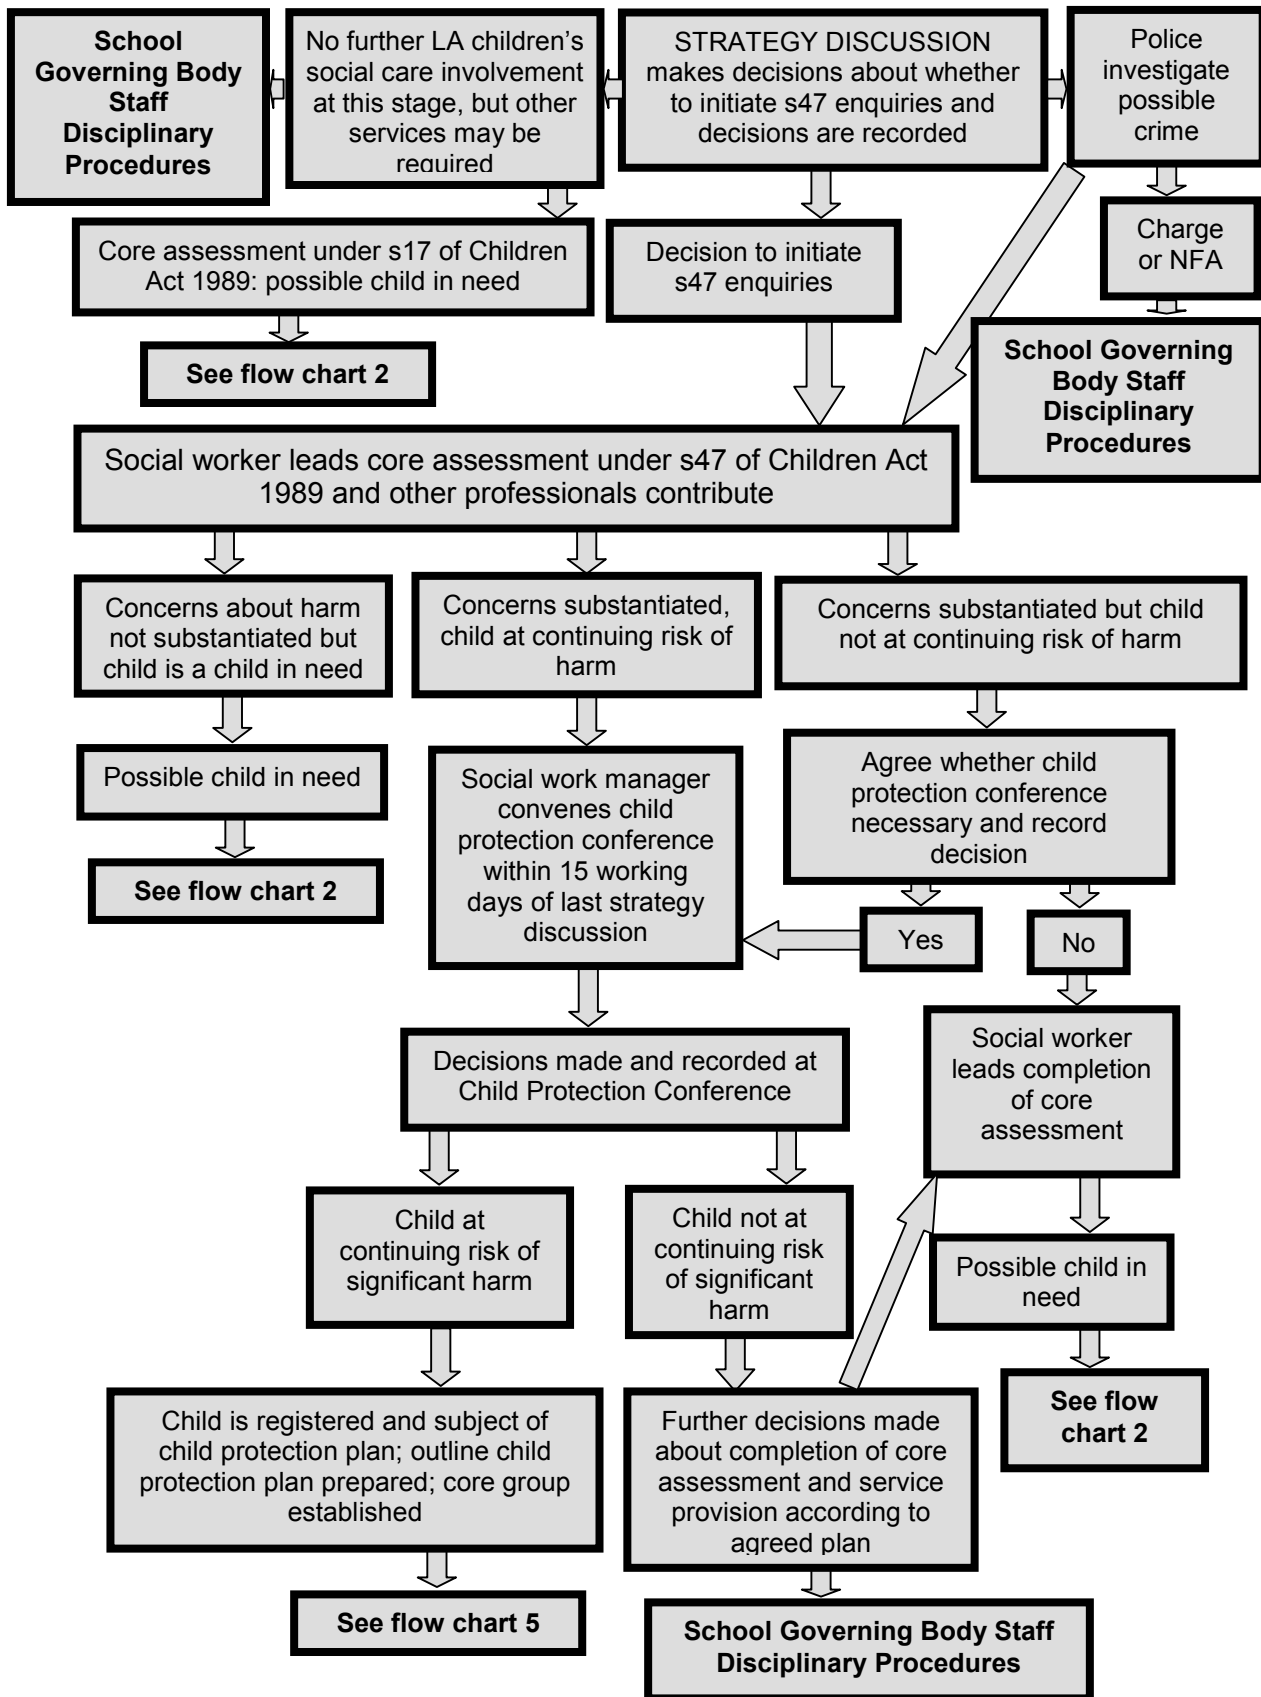 School
Governing Body
Staff
Disciplinary
Procedures
No further LA children's
social care involvement
at this stage, but other
services may be
required
STRATEGY DISCUSSION
makes decisions about whether
to initiate s47 enquiries and
decisions are recorded
Police
investigate
possible
crime
Core assessment under s17 of Children
Act 1989: possible child in need
Decision to initiate
s47 enquiries
Charge
or NFA
See flow chart 2
School Governing
Body Staff
Disciplinary
Procedures
Social worker leads core assessment under s47 of Children Act
1989 and other professionals contribute
Concerns about harm
not substantiated but
child is a child in need
Concerns substantiated,
child at continuing risk of
harm
Concerns substantiated but child
not at continuing risk of harm
Possible child in need
Social work manager
convenes child
protection conference
within 15 working
days of last strategy
discussion
Agree whether child
protection conference
necessary and record
decision
See flow chart 2
Yes
No
Decisions made and recorded at
Child Protection Conference
Social worker
leads completion
of core
assessment
Child at
continuing risk of
significant harm
Child not at
continuing risk
of significant
harm
Possible child in
need
Child is registered and subject of
child protection plan; outline child
protection plan prepared; core group
established
Further decisions made
about completion of core
assessment and service
provision according to
agreed plan
See flow
chart 2
See flow chart 5
School Governing Body Staff
Disciplinary Procedures